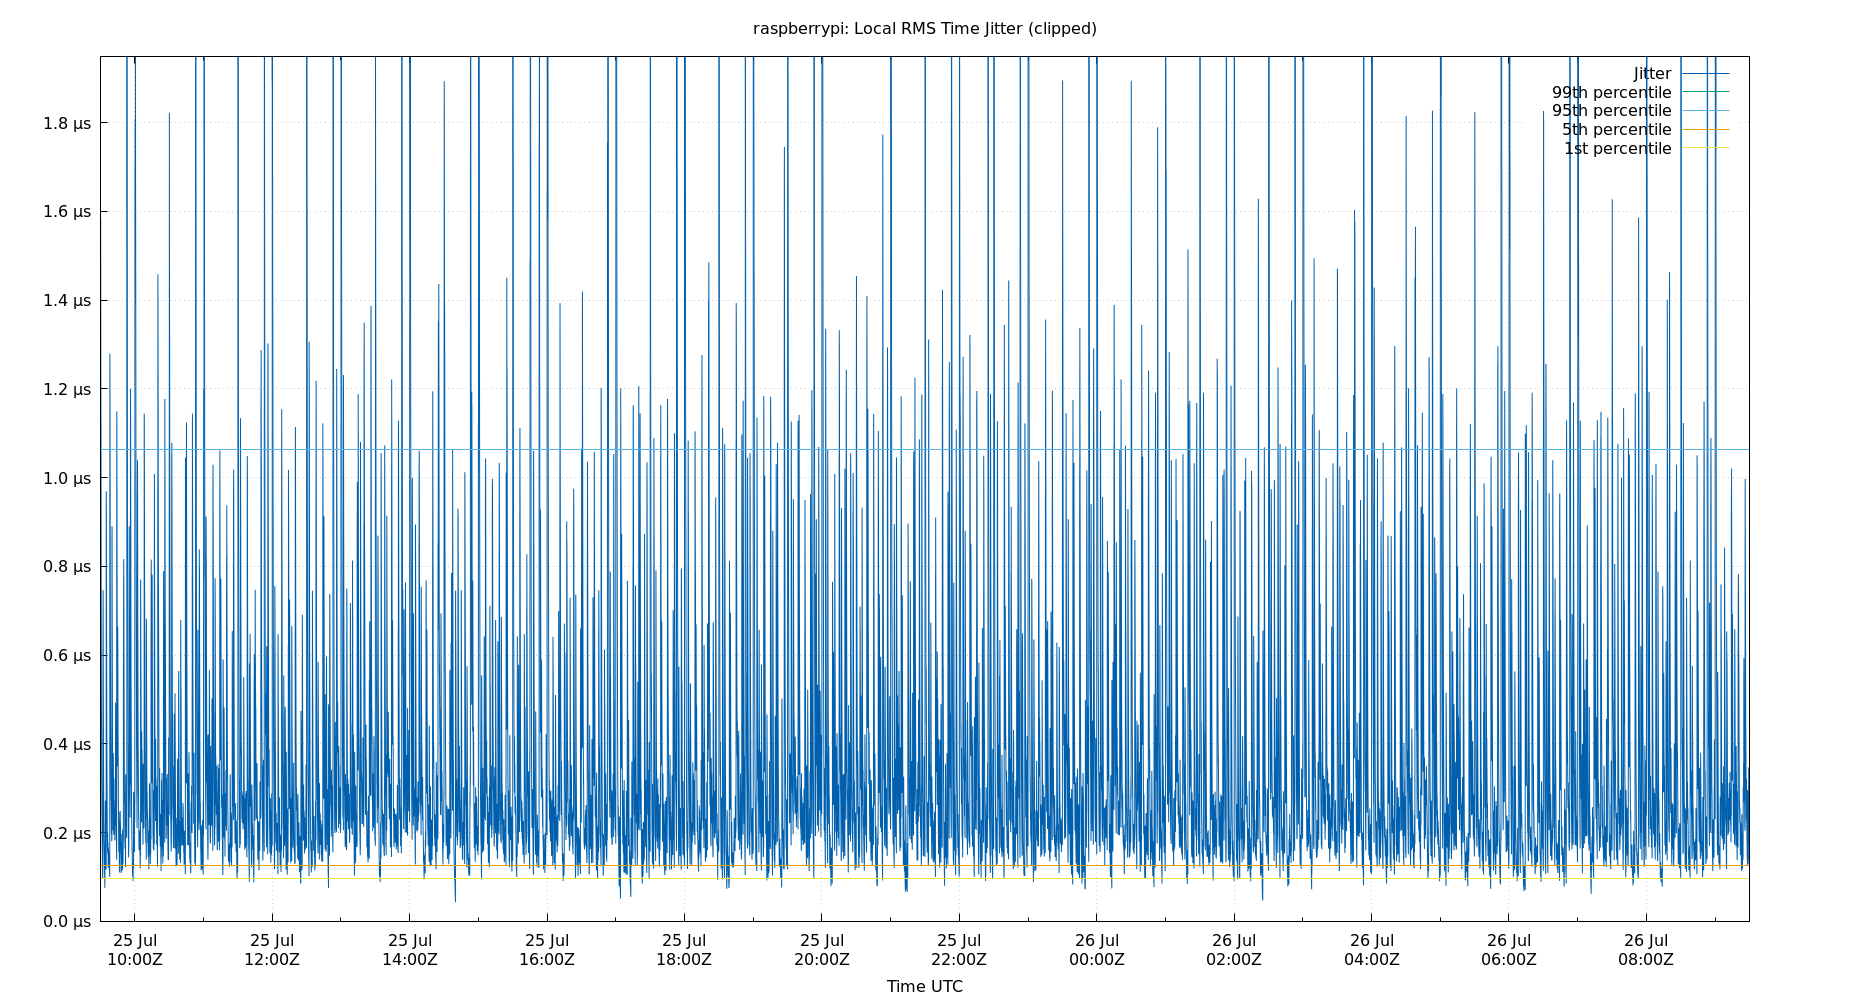 raspberrypi: Local RMS Time Jitter (clipped)
Jitter
99th percentile
95th percentile
5th percentile
1st percentile
1.8 µs
1.6 µs
1.4 µs
1.2 µs
1.0 µs
0.8 µs
0.6 µs
0.4 µs
0.2 µs
0.0 µs
25 Jul 25 Jul 25 Jul 25 Jul 25 Jul 25 Jul 25 Jul 26 Jul 26 Jul 26 Jul 26 Jul 26 Jul
10:00Z 12:00Z 14:00Z 16:00Z 18:00Z 20:00Z 22:00Z 00:00Z 02:00Z 04:00Z 06:00Z 08:00Z
Time UTC